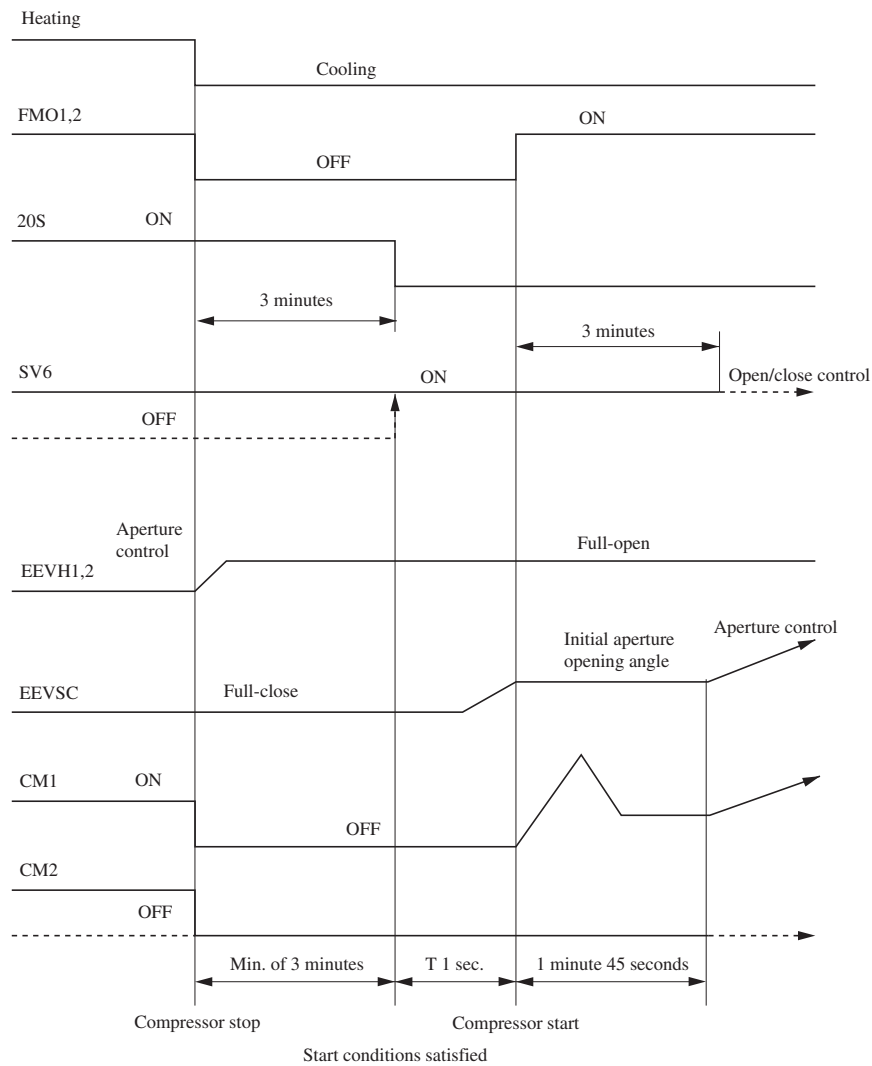 Heating
Cooling
FMO1,2
ON
OFF
20S
ON
3 minutes
3 minutes
SV6
ON
Open/close control
OFF
Aperture
control
Full-open
EEVH1,2
Initial aperture
opening angle
Aperture control
EEVSC
Full-close
CM1
ON
OFF
CM2
OFF
Min. of 3 minutes
T 1 sec.
1 minute 45 seconds
Compressor stop
Compressor start
Start conditions satisfied